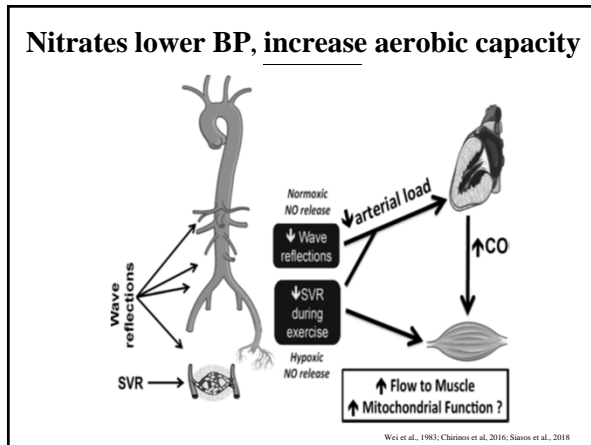 Nitrates lower BP, increase aerobic capacity
Wave
reflections
SVR
Normoxic
NO release
↓ Wave
reflections
↓SVR
during
exercise
Hypoxic
NO release
↓arterial load
↑CO
↑ Flow to Muscle
↑ Mitochondrial Function ?
Wei et al., 1983; Chirinos et al, 2016; Siasos et al., 2018